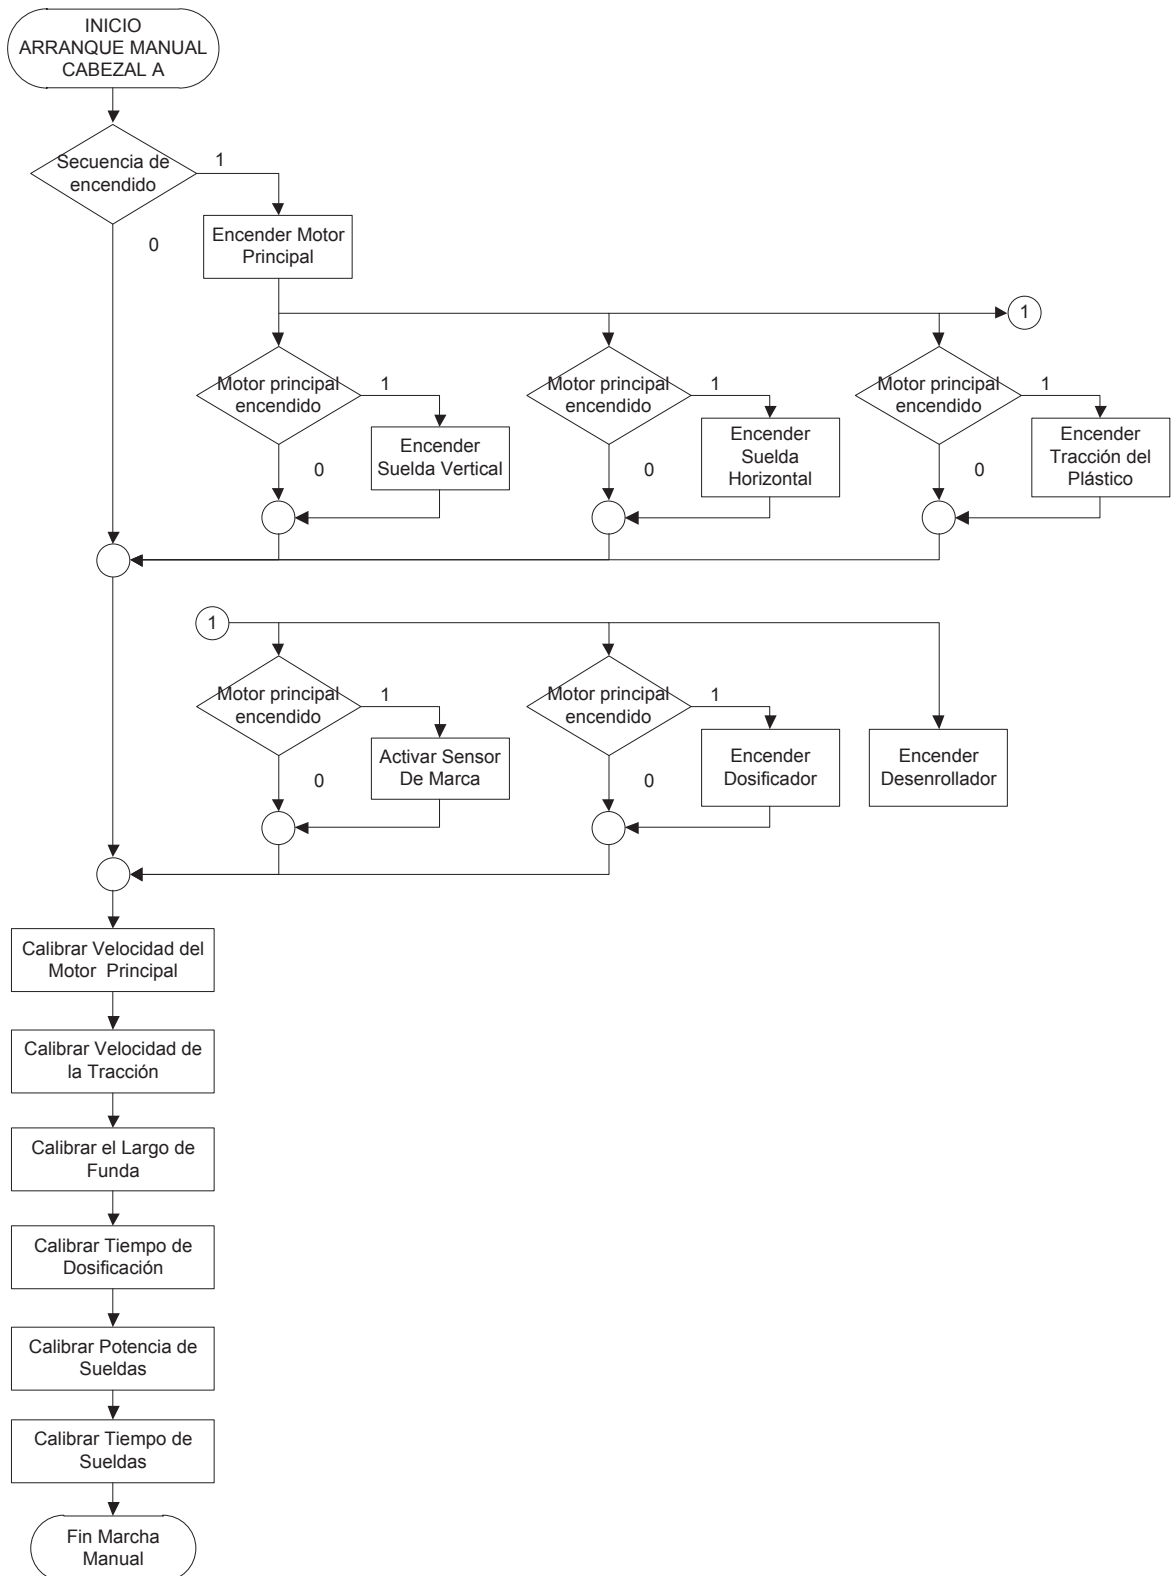 INICIO
ARRANQUE MANUAL
CABEZAL A
Secuencia de
encendido
1
0
Encender Motor
Principal
1
Motor principal
encendido
1
0
Encender
Suelda Vertical
Motor principal
encendido
1
0
Encender
Suelda
Horizontal
Motor principal
encendido
1
0
Encender
Tracción del
Plástico
1
Motor principal
encendido
1
0
Activar Sensor
De Marca
Motor principal
encendido
1
0
Encender
Dosificador
Encender
Desenrollador
Calibrar Velocidad del
Motor Principal
Calibrar Velocidad de
la Tracción
Calibrar el Largo de
Funda
Calibrar Tiempo de
Dosificación
Calibrar Potencia de
Sueldas
Calibrar Tiempo de
Sueldas
Fin Marcha
Manual